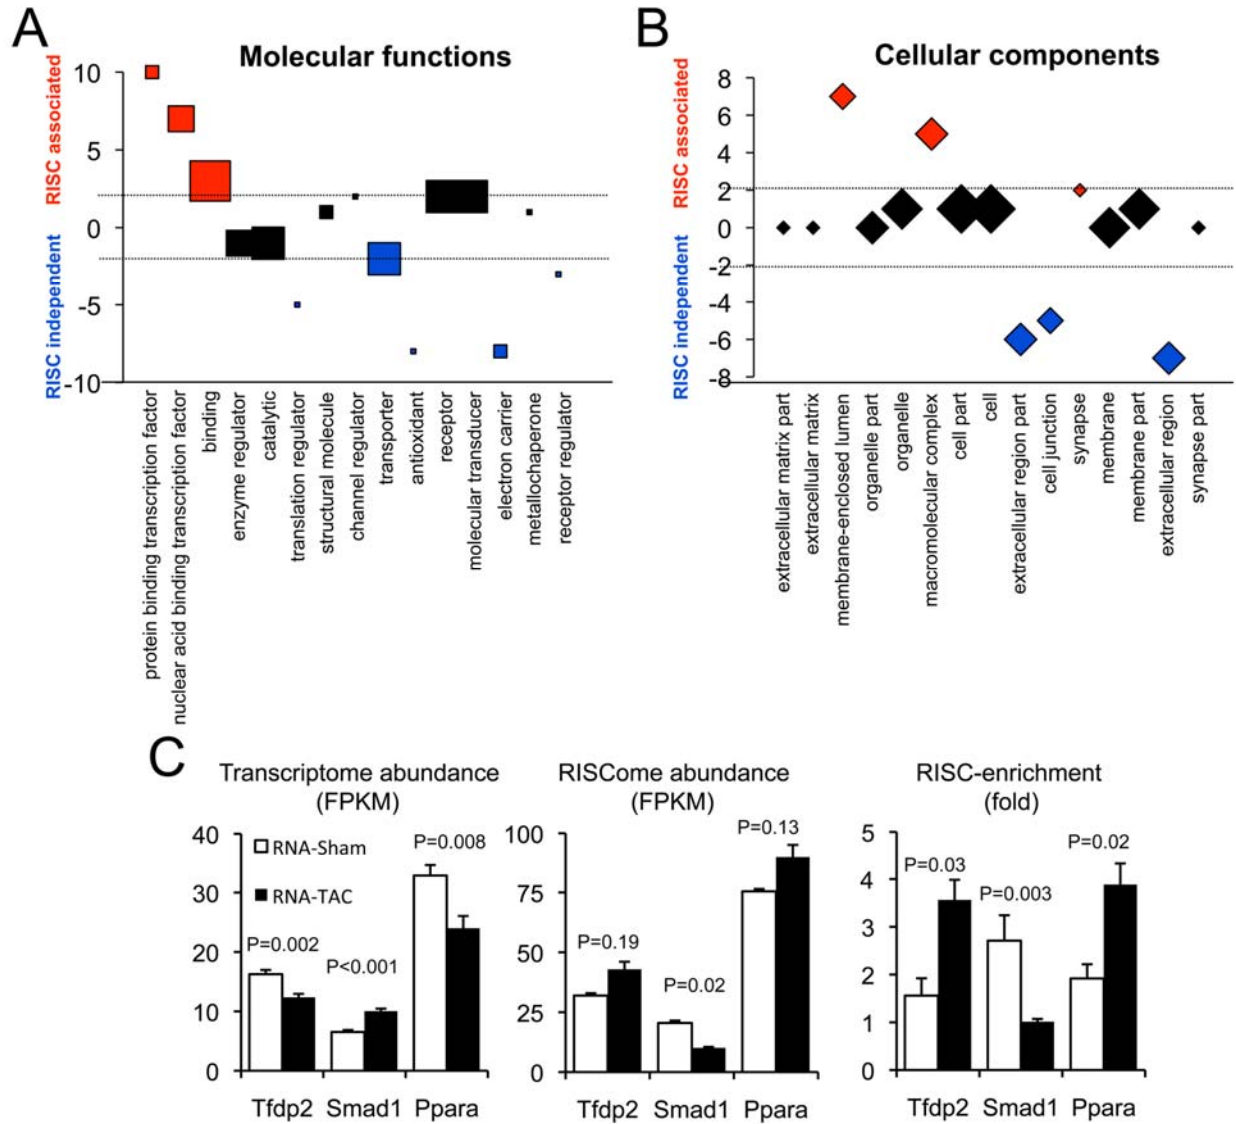 A
Molecular functions
RISC associated
RISC independent
10
5
0
-5
-10
protein binding transcription factor
nuclear acid binding transcription factor
binding
enzyme regulator
catalytic
translation regulator
structural molecule
channel regulator
transporter
antioxidant
receptor
molecular transducer
electron carrier
metallochaperone
receptor regulator
B
Cellular components
RISC associated
RISC independent
8
6
4
2
0
-2
-4
-6
-8
extracellular matrix part
extracellular matrix
membrane-enclosed lumen
organelle part
organelle
macromolecular complex
cell part
cell
extracellular region part
cell junction
synapse
membrane
membrane part
extracellular region
synapse part
C
Transcriptome abundance
(FPKM)
40
30
20
10
0
RNA-Sham
RNA-TAC
P=0.002
P<0.001
P=0.008
Tfdp2 Smad1 Ppara
RISCome abundance
(FPKM)
100
75
50
25
0
P=0.19
P=0.02
P=0.13
Tfdp2 Smad1 Ppara
RISC-enrichment
(fold)
5
4
3
2
1
0
P=0.03
P=0.003
P=0.02
Tfdp2 Smad1 Ppara